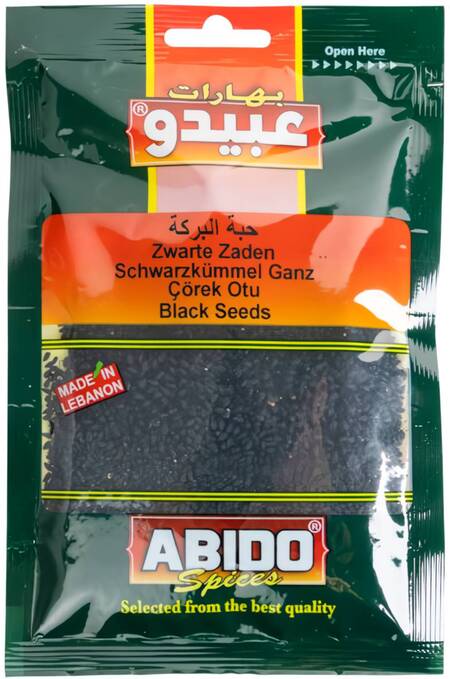 Open Here
بهارات
عبيدو®
حبة البركة
Zwarte Zaden
Schwarzkümmel Ganz
Çörek Otu
Black Seeds
MADE IN
LEBANON
ABIDO®
Spices
Selected from the best quality